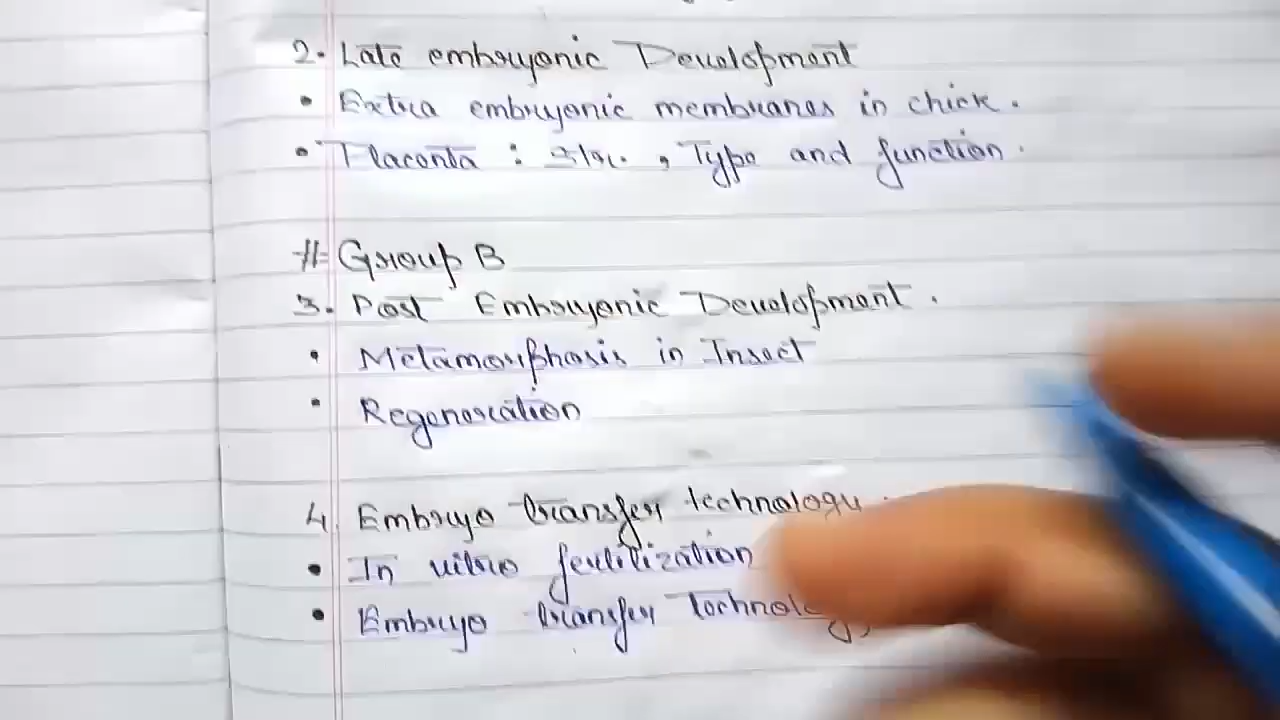 2. Late embryonic Development
• Extra embryonic membranes in chick.
• Placenta : , Type and function.
# Group B
3. Post Embryonic Development.
• Metamorphosis in Insect
• Regeneration
4. Embryo transfer technology.
• In vitro fertilization
• Embryo transfer technology